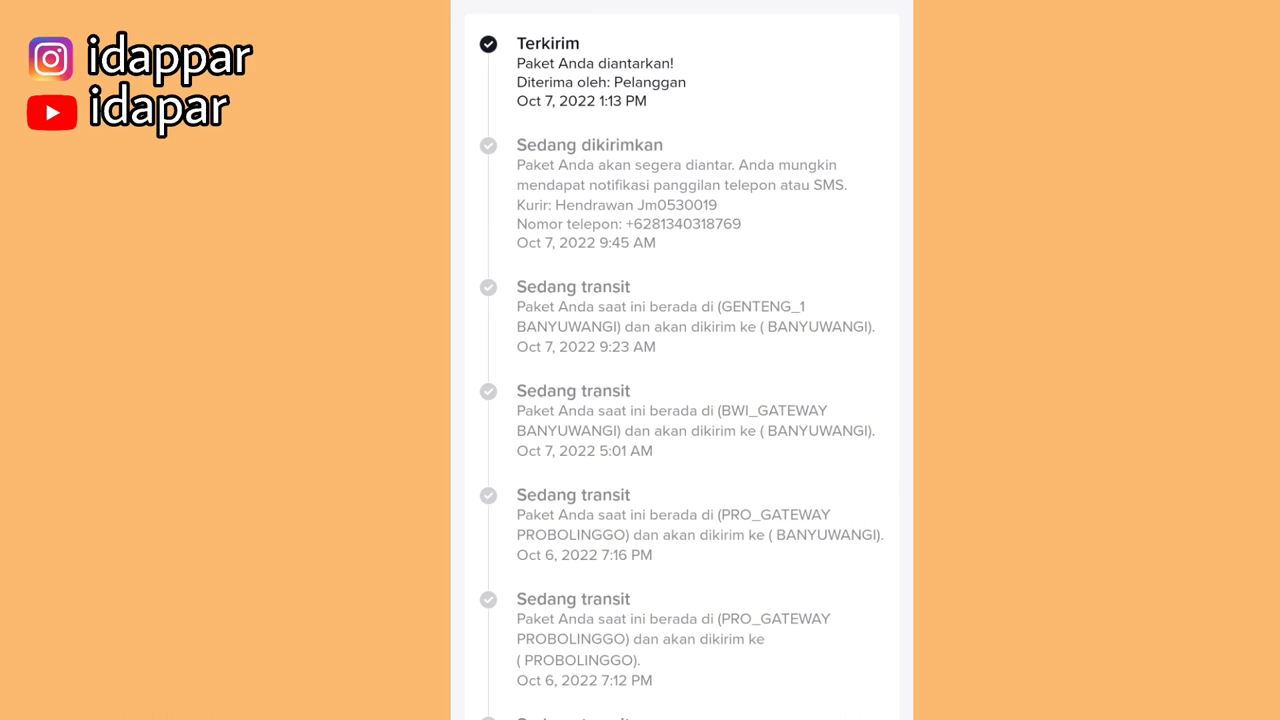 idappar
idapar
Terkirim
Paket Anda diantarkan!
Diterima oleh: Pelanggan
Oct 7, 2022 1:13 PM
Sedang dikirimkan
Paket Anda akan segera diantar. Anda mungkin
mendapat notifikasi panggilan telepon atau SMS.
Kurir: Hendrawan Jm0530019
Nomor telepon: +6281340318769
Oct 7, 2022 9:45 AM
Sedang transit
Paket Anda saat ini berada di (GENTENG_1
BANYUWANGI) dan akan dikirim ke ( BANYUWANGI).
Oct 7, 2022 9:23 AM
Sedang transit
Paket Anda saat ini berada di (BWI_GATEWAY
BANYUWANGI) dan akan dikirim ke ( BANYUWANGI).
Oct 7, 2022 5:01 AM
Sedang transit
Paket Anda saat ini berada di (PRO_GATEWAY
PROBOLINGGO) dan akan dikirim ke ( BANYUWANGI).
Oct 6, 2022 7:16 PM
Sedang transit
Paket Anda saat ini berada di (PRO_GATEWAY
PROBOLINGGO) dan akan dikirim ke
( PROBOLINGGO).
Oct 6, 2022 7:12 PM